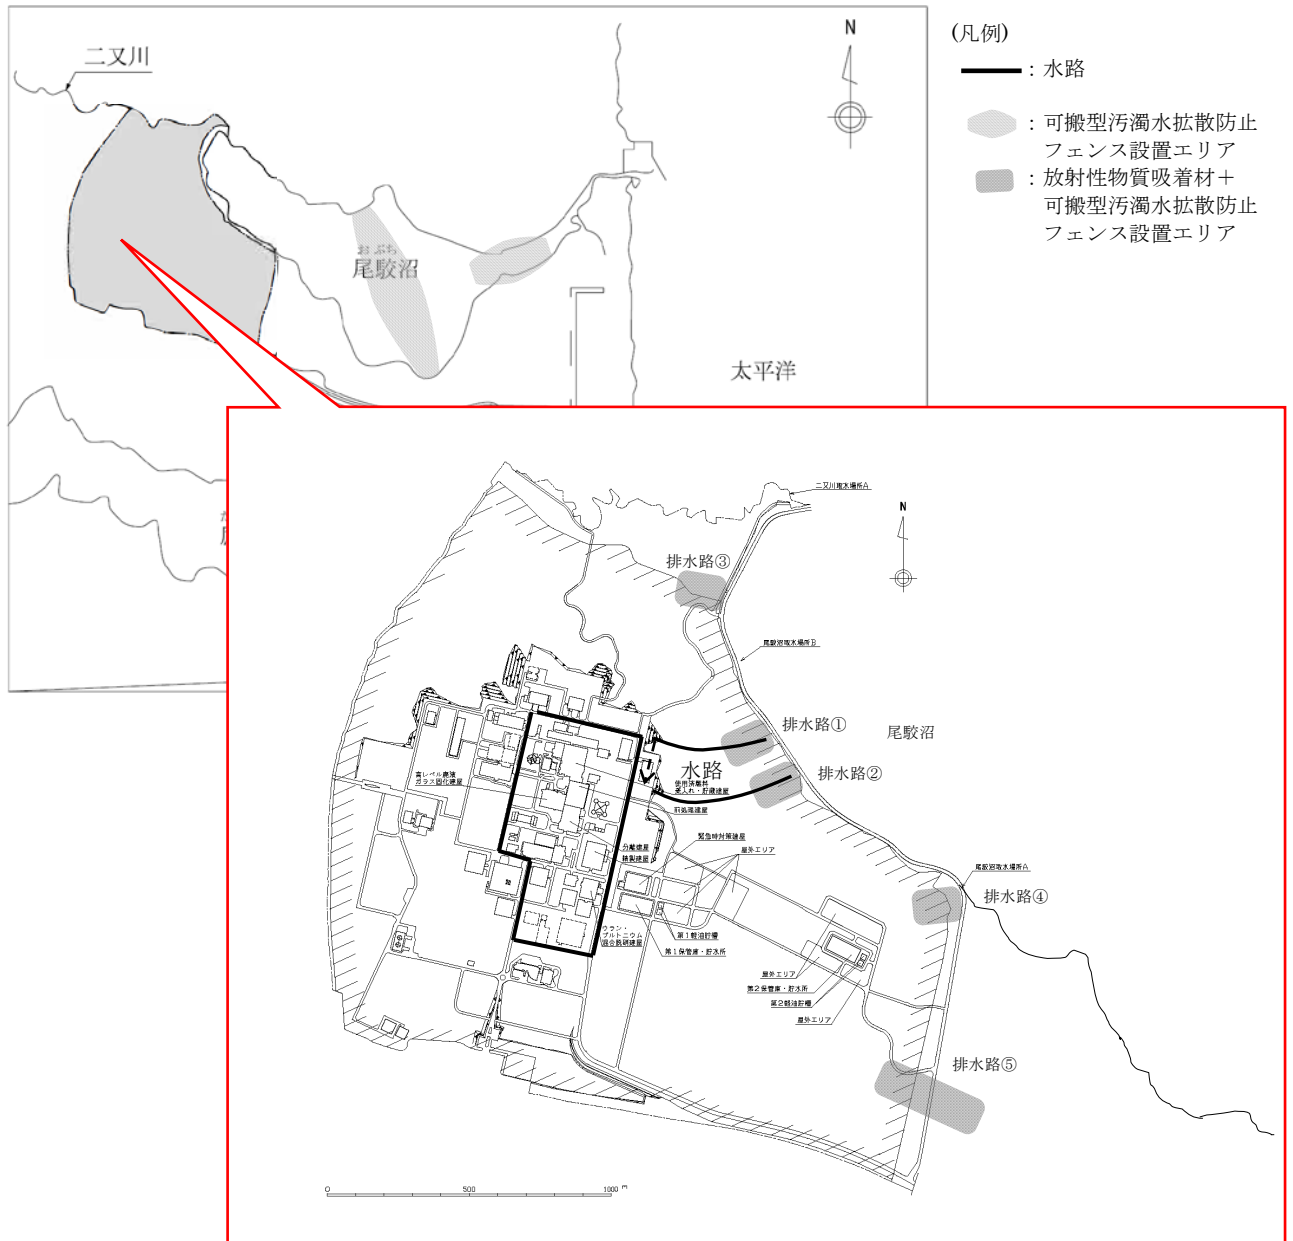 二又川
N
(凡例)
：水路
：可搬型汚濁水拡散防止
フェンス設置エリア
：放射性物質吸着材＋
可搬型汚濁水拡散防止
フェンス設置エリア
おぶち
尾駮沼
太平洋
二又川取水場所A
N
排水路③
尾駮沼取水場所B
排水路①
尾駮沼
水路
排水路②
高レベル廃液
ガラス固化建屋
使用済燃料
受入れ・貯蔵建屋
前処理建屋
分離建屋
精製建屋
緊急時対策建屋
屋外エリア
尾駮沼取水場所A
排水路④
ウラン・
プルトニウム
混合脱硝建屋
第1軽油貯槽
第1保管庫・貯水所
屋外エリア
第2保管庫・貯水所
第2軽油貯槽
屋外エリア
排水路⑤
0 500 1000 m